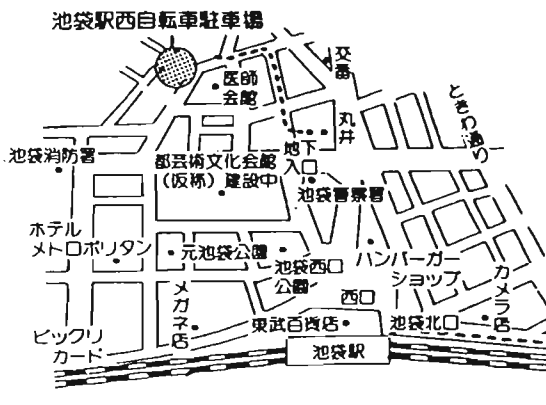 池袋駅西自転車駐車場
医師
会館
交番
ときわ通り
丸井
地下
入口
池袋消防署
都芸術文化会館
(仮称)建設中
池袋警察署
ホテル
メトロポリタン
元池袋公園
池袋西口
公園
ハンバーガー
ショップ
カメラ店
西口
メガネ店
東武百貨店
池袋北口
ビックリ
カード
池袋駅